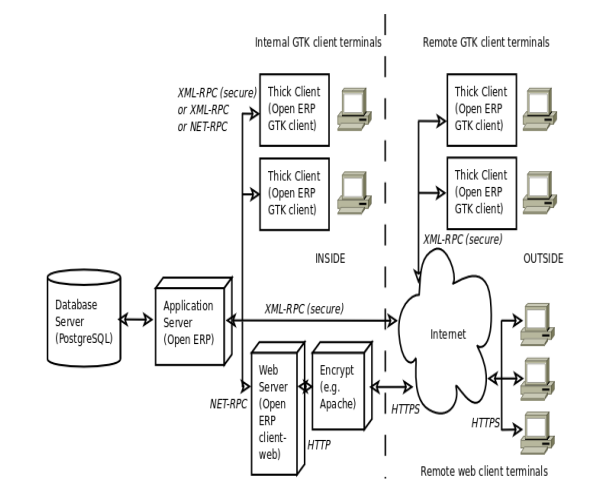 Internal GTK client terminals
Remote GTK client terminals
XML-RPC (secure)
or XML-RPC
or NET-RPC
Thick Client
(Open ERP
GTK client)
Thick Client
(Open ERP
GTK client)
Thick Client
(Open ERP
GTK client)
Thick Client
(Open ERP
GTK client)
XML-RPC (secure)
INSIDE
OUTSIDE
Database
Server
(PostgreSQL)
Application
Server
(Open ERP)
XML-RPC (secure)
Internet
Web
Server
(Open
ERP
client-
web)
Encrypt
(e.g.
Apache)
NET-RPC
HTTP
HTTPS
HTTPS
Remote web client terminals